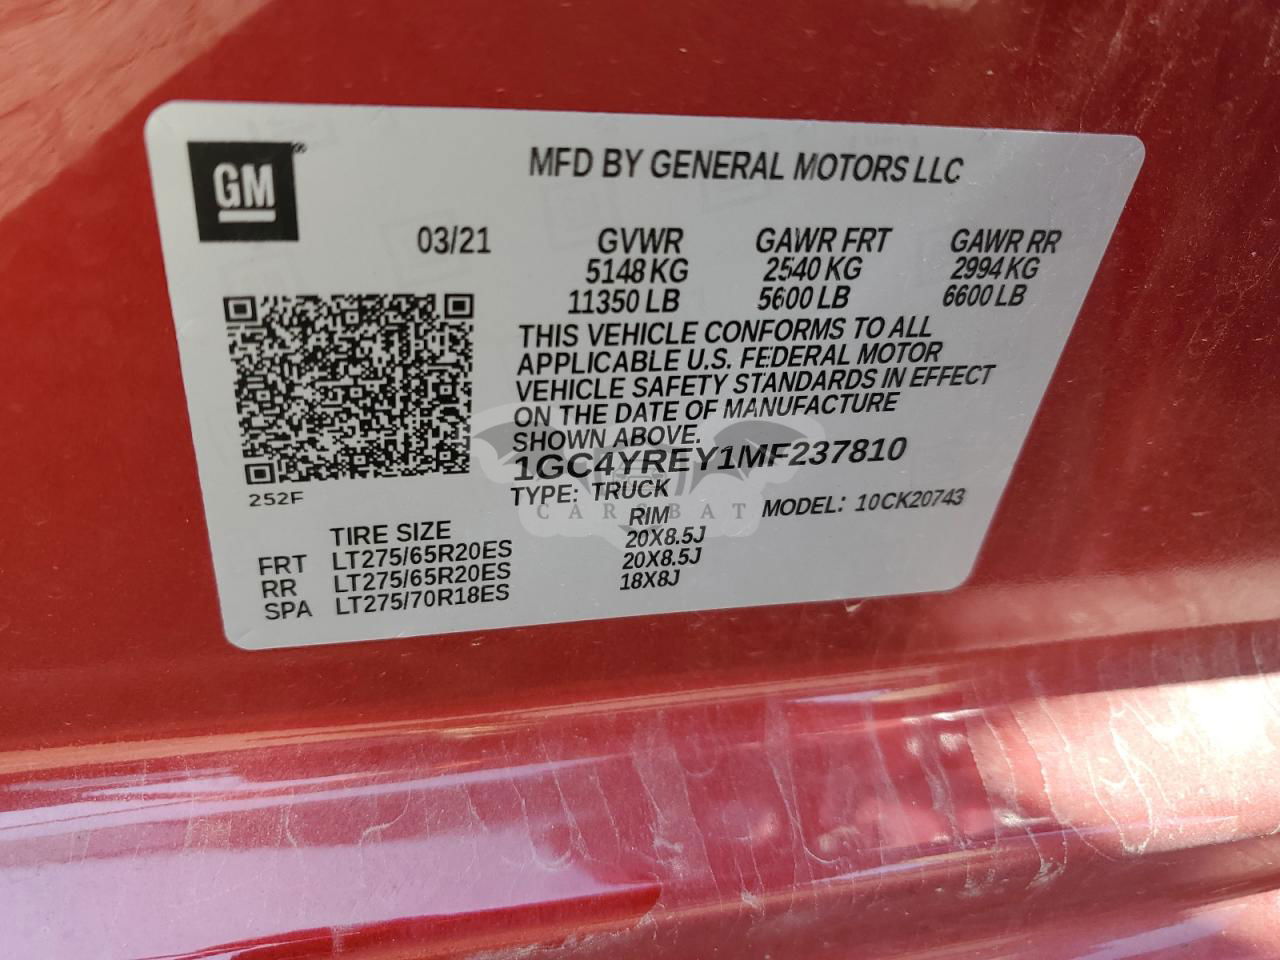 GM®
MFD BY GENERAL MOTORS LLC
03/21 GVWR GAWR FRT GAWR RR
5148 KG 2540 KG 2994 KG
11350 LB 5600 LB 6600 LB
THIS VEHICLE CONFORMS TO ALL
APPLICABLE U.S. FEDERAL MOTOR
VEHICLE SAFETY STANDARDS IN EFFECT
ON THE DATE OF MANUFACTURE
SHOWN ABOVE.
1GC4YREY1MF237810
252F
TYPE: TRUCK MODEL: 10CK20743
CARSBAT
TIRE SIZE RIM
FRT LT275/65R20ES 20X8.5J
RR LT275/65R20ES 20X8.5J
SPA LT275/70R18ES 18X8J